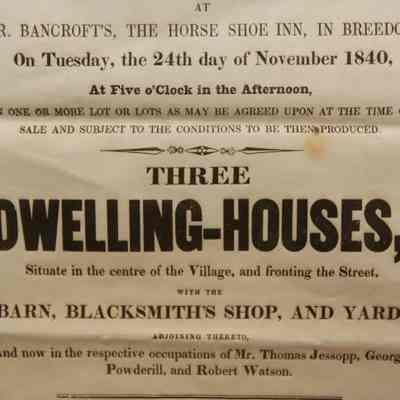 AT
R. BANCROFT'S, THE HORSE SHOE INN, IN BREEDO
On Tuesday, the 24th day of November 1840,
At Five o'Clock in the Afternoon,
N ONE OR MORE LOT OR LOTS AS MAY BE AGREED UPON AT THE TIME O
SALE AND SUBJECT TO THE CONDITIONS TO BE THEN PRODUCED.
THREE
DWELLING-HOUSES,
Situate in the centre of the Village, and fronting the Street,
WITH THE
BARN, BLACKSMITH'S SHOP, AND YARD
ADJOINING THERETO,
And now in the respective occupations of Mr. Thomas Jessopp, Georg
Powderill, and Robert Watson.